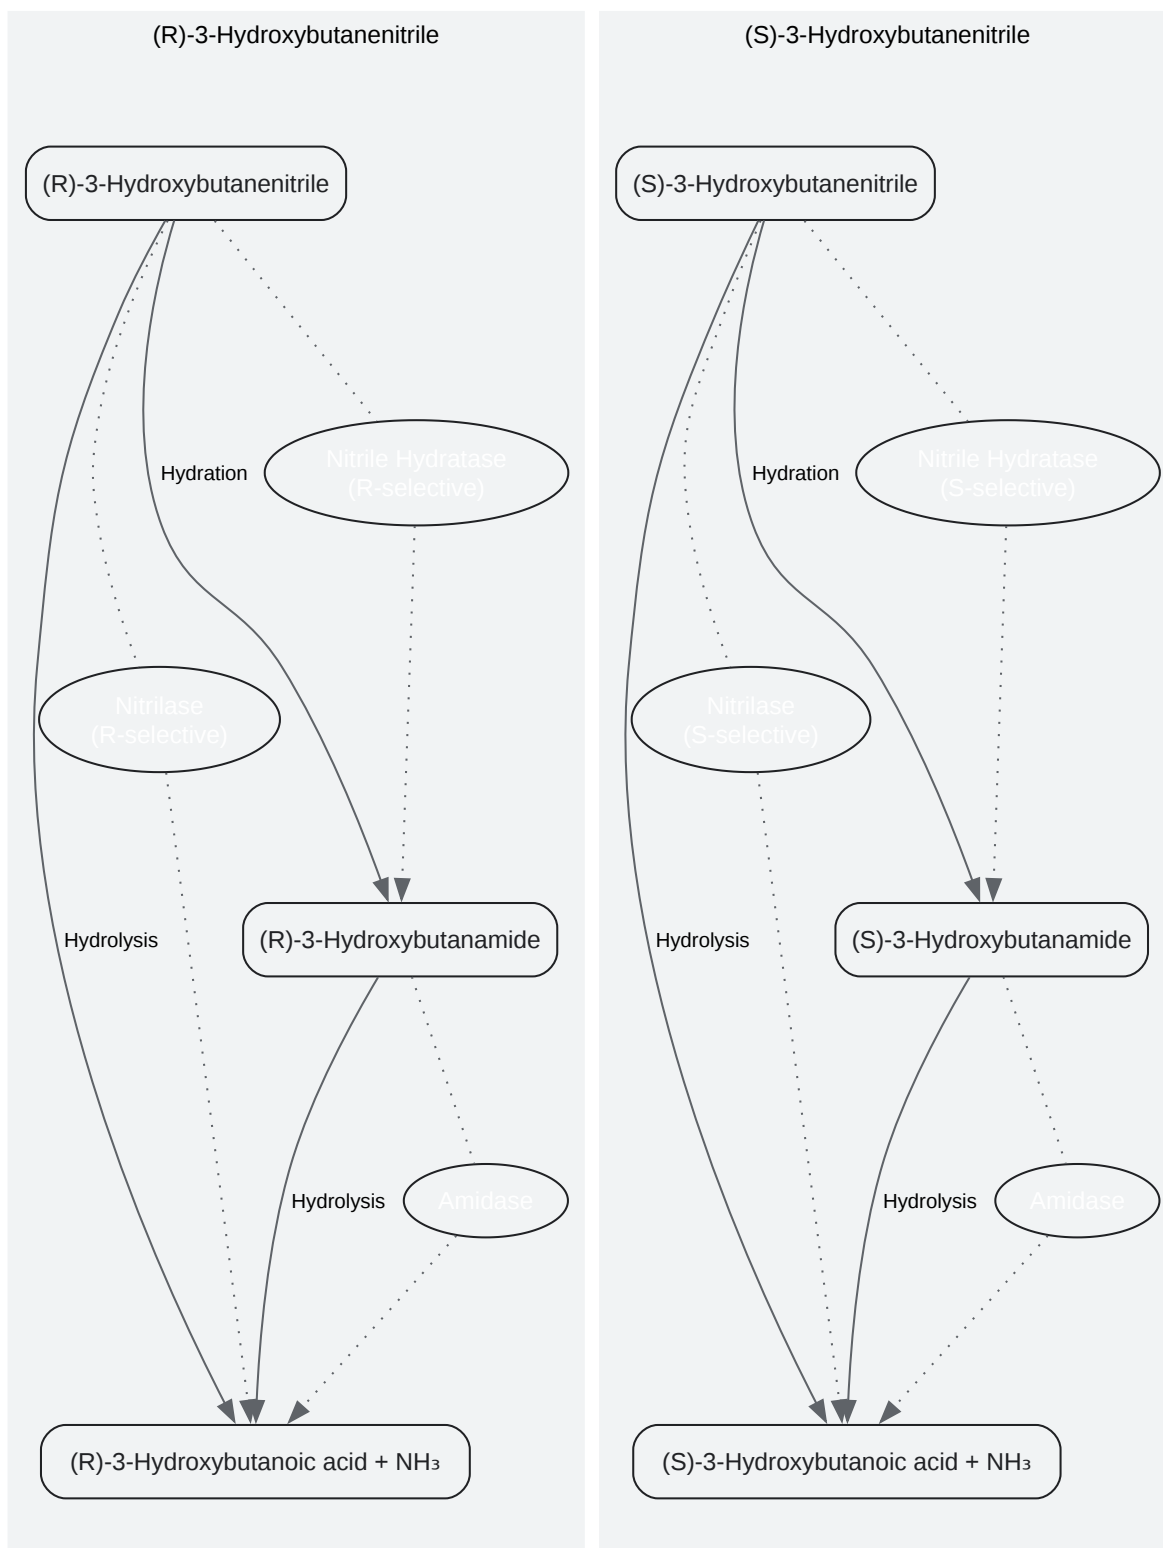 (R)-3-Hydroxybutanenitrile
(R)-3-Hydroxybutanenitrile
Hydration
Nitrile Hydratase
(R-selective)
Nitrilase
(R-selective)
Hydrolysis
(R)-3-Hydroxybutanamide
Hydrolysis
Amidase
(R)-3-Hydroxybutanoic acid + NH₃
(S)-3-Hydroxybutanenitrile
(S)-3-Hydroxybutanenitrile
Hydration
Nitrile Hydratase
(S-selective)
Nitrilase
(S-selective)
Hydrolysis
(S)-3-Hydroxybutanamide
Hydrolysis
Amidase
(S)-3-Hydroxybutanoic acid + NH₃